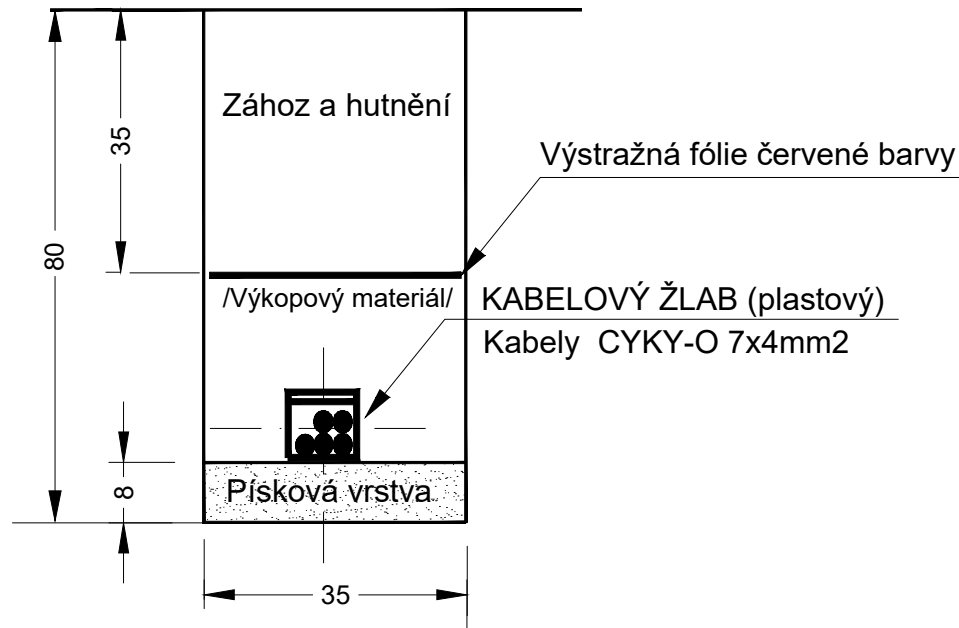 Zához a hutnění
35
Výstražná fólie červené barvy
80
/Výkopový materiál/
KABELOVÝ ŽLAB (plastový)
Kabely CYKY-O 7x4mm2
8
Písková vrstva
35